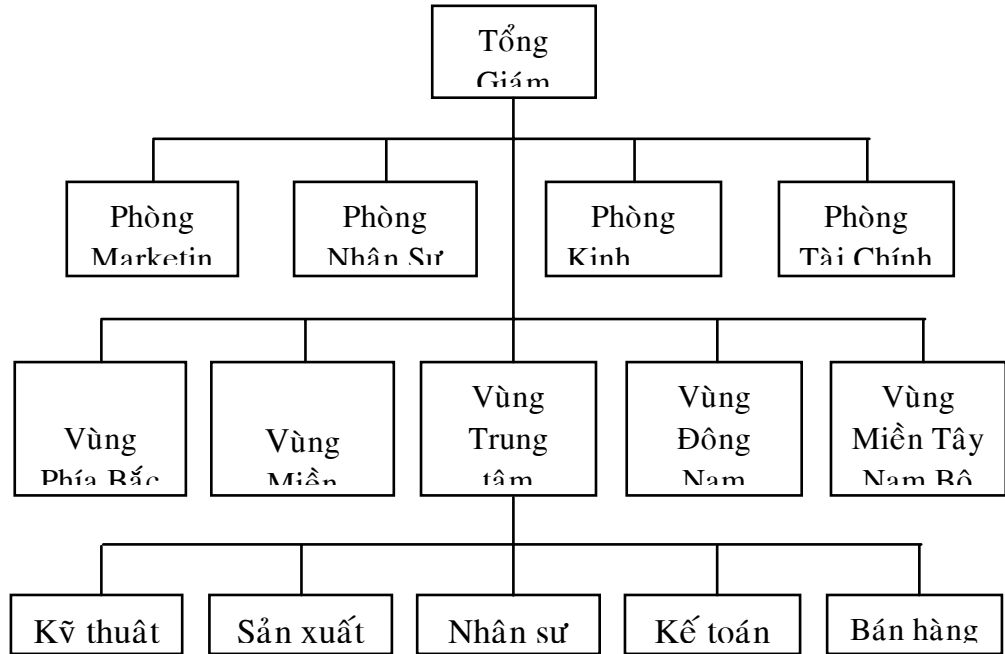 Tổng
Giám
Phòng
Marketin
Phòng
Nhân Sự
Phòng
Kinh
Phòng
Tài Chính
Vùng
Phía Bắc
Vùng
Miền
Vùng
Trung
tâm
Vùng
Đông
Nam
Vùng
Miền Tây
Nam Bộ
Kỹ thuật
Sản xuất
Nhân sự
Kế toán
Bán hàng